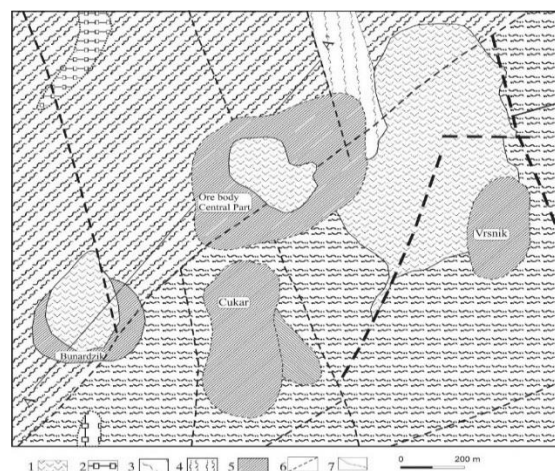 Ore body
Central Part
Vrsnik
Cukar
Bunardzik
1 2 3 4 5 6 7 0 200 m